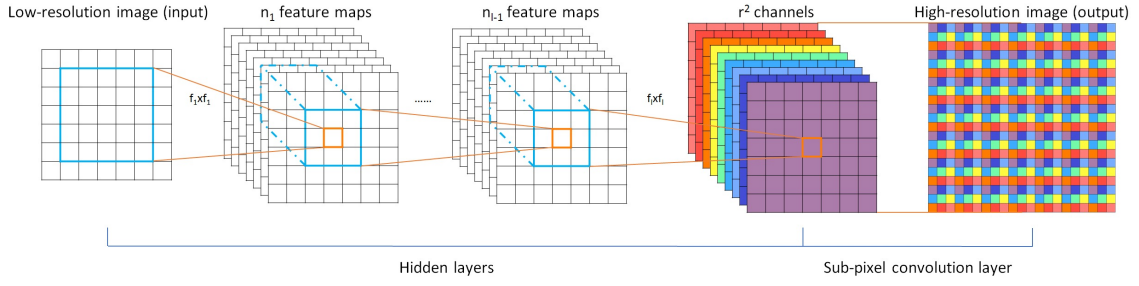 Low-resolution image (input)
n₁ feature maps
nₗ₋₁ feature maps
r² channels
High-resolution image (output)
f₁xf₁
......
fₗxfₗ
Hidden layers
Sub-pixel convolution layer